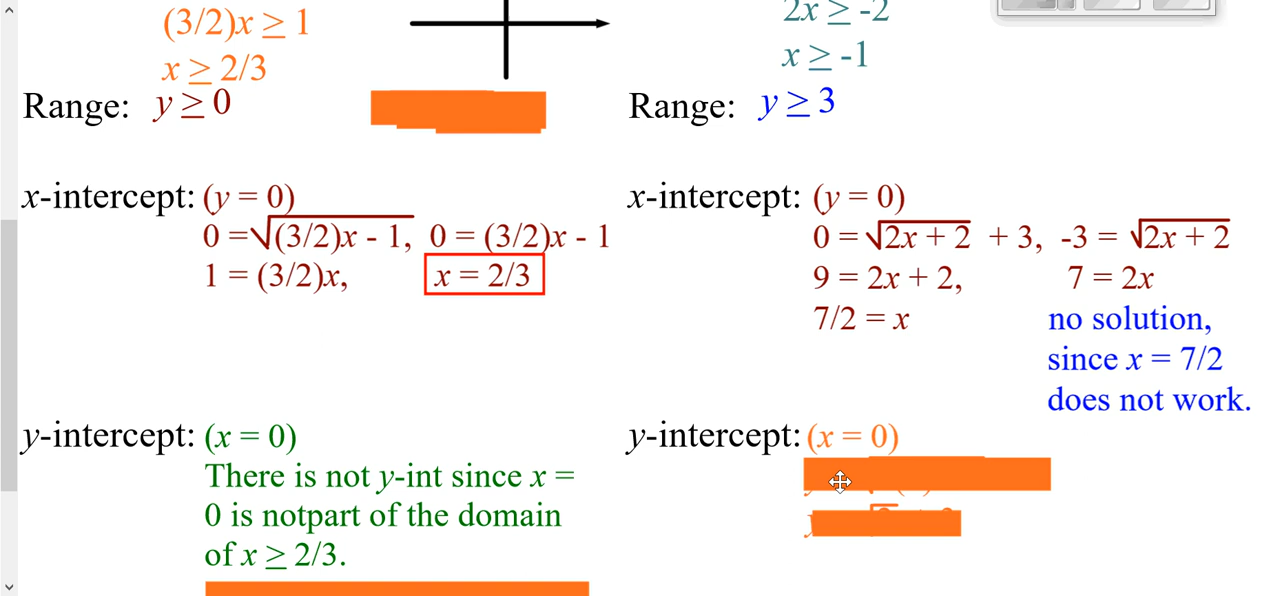 (3/2)x ≥ 1
x ≥ 2/3
Range: y ≥ 0
x-intercept: (y = 0)
0 = √(3/2)x - 1, 0 = (3/2)x - 1
1 = (3/2)x, x = 2/3
y-intercept: (x = 0)
There is not y-int since x =
0 is notpart of the domain
of x ≥ 2/3.
2x ≥ -2
x ≥ -1
Range: y ≥ 3
x-intercept: (y = 0)
0 = √2x + 2 + 3, -3 = √2x + 2
9 = 2x + 2, 7 = 2x
7/2 = x
no solution,
since x = 7/2
does not work.
y-intercept: (x = 0)